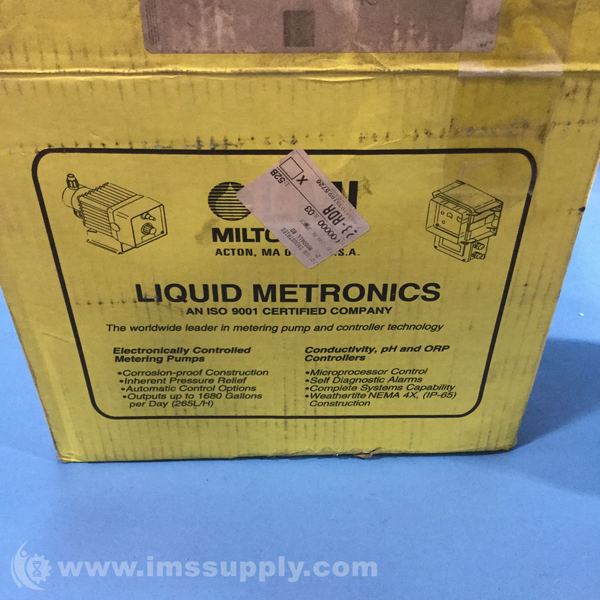 MILTO
ACTON, MA 0 .S.A.
LIQUID METRONICS
AN ISO 9001 CERTIFIED COMPANY
The worldwide leader in metering pump and controller technology
Electronically Controlled
Metering Pumps
•Corrosion-proof Construction
•Inherent Pressure Relief
•Automatic Control Options
•Outputs up to 1680 Gallons
per Day (265L/H)
Conductivity, pH and ORP
Controllers
•Microprocessor Control
•Self Diagnostic Alarms
•Complete Systems Capability
•Weathertite NEMA 4X, (IP-65)
Construction
www.imssupply.com